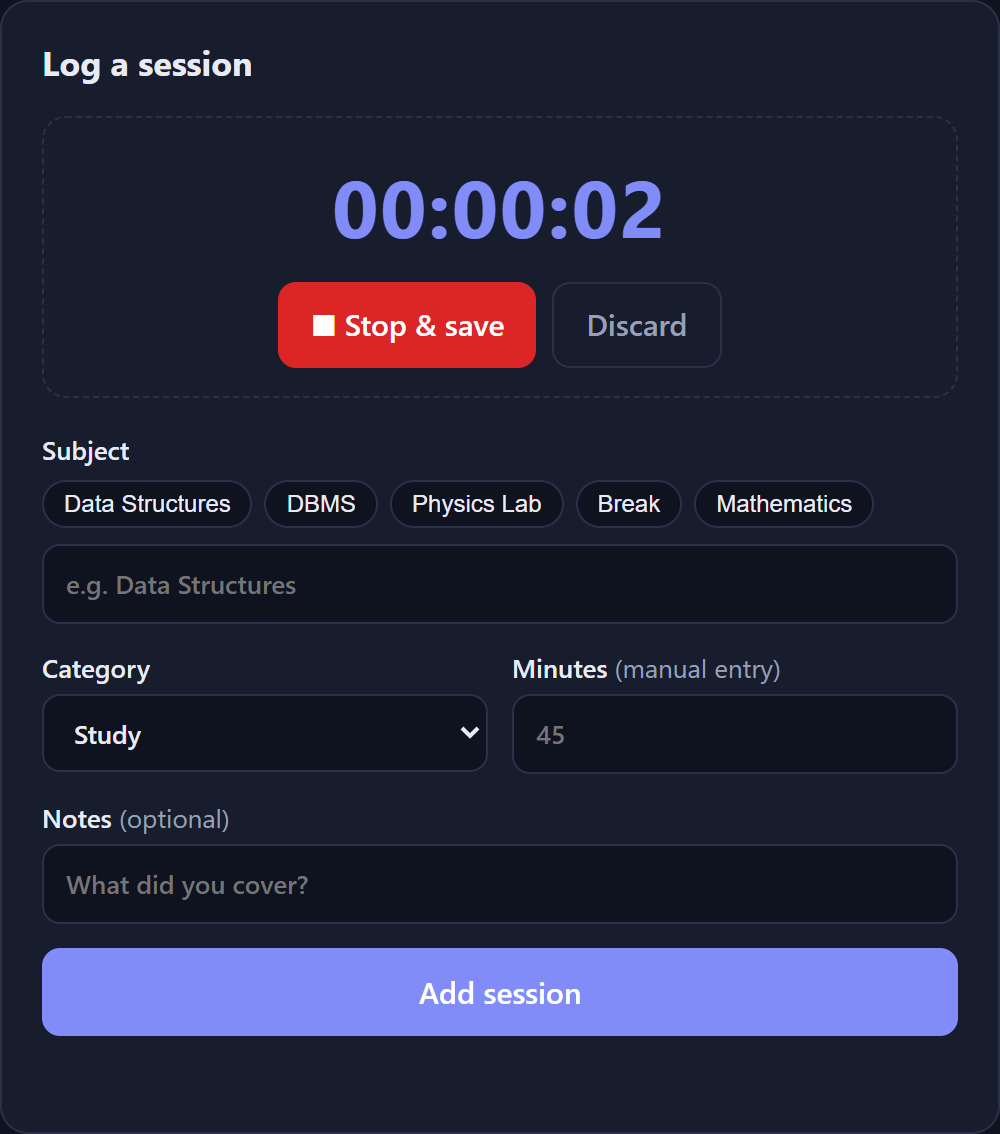 Log a session
00:00:02
Stop & save Discard
Subject
Data Structures DBMS Physics Lab Break Mathematics
e.g. Data Structures
Category Minutes (manual entry)
Study 45
Notes (optional)
What did you cover?
Add session